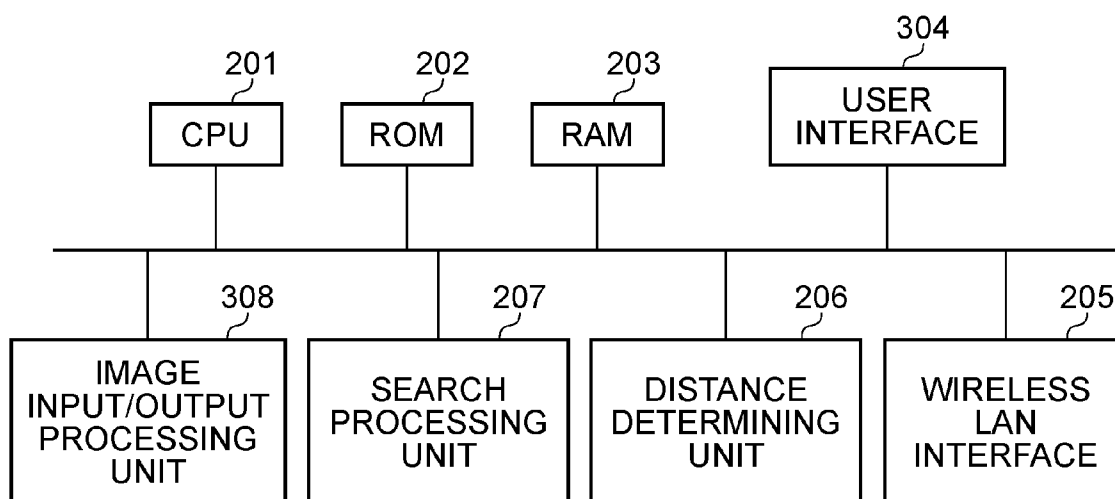 201
202
203
304
CPU
ROM
RAM
USER
INTERFACE
308
207
206
205
IMAGE
INPUT/OUTPUT
PROCESSING
UNIT
SEARCH
PROCESSING
UNIT
DISTANCE
DETERMINING
UNIT
WIRELESS
LAN
INTERFACE